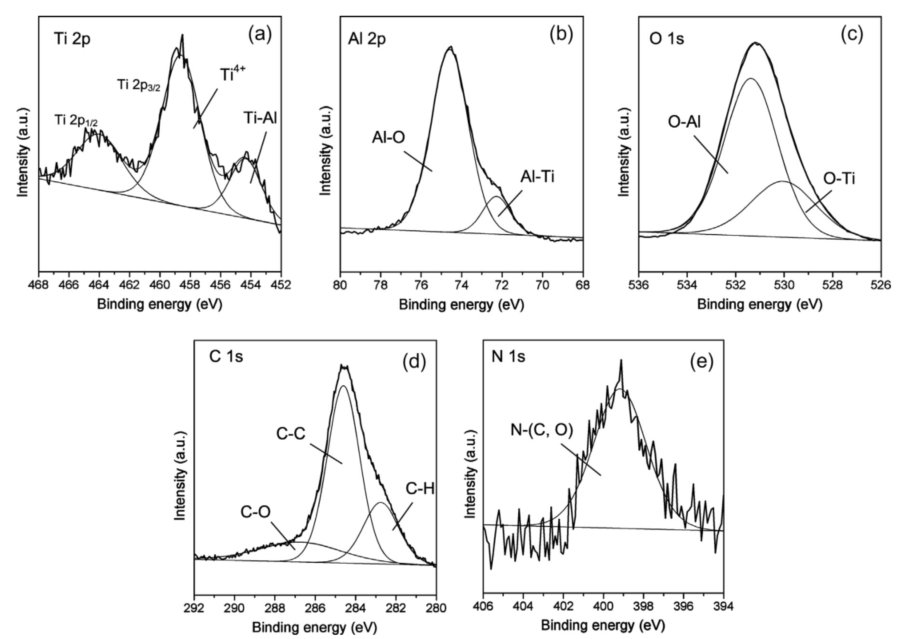 Ti 2p
(a)
Ti 2p3/2
Ti4+
Ti 2p1/2
Ti-Al
Intensity (a.u.)
468 466 464 462 460 458 456 454 452
Binding energy (eV)
Al 2p
(b)
Al-O
Al-Ti
Intensity (a.u.)
80 78 76 74 72 70 68
Binding energy (eV)
O 1s
(c)
O-Al
O-Ti
Intensity (a.u.)
536 534 532 530 528 526
Binding energy (eV)
C 1s
(d)
C-C
C-H
C-O
Intensity (a.u.)
292 290 288 286 284 282 280
Binding energy (eV)
N 1s
(e)
N-(C, O)
Intensity (a.u.)
406 404 402 400 398 396 394
Binding energy (eV)